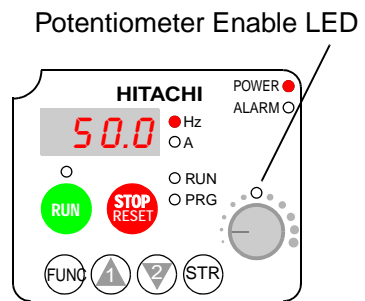 Potentiometer Enable LED
HITACHI
POWER
ALARM
50.0
Hz
A
RUN
PRG
RUN
STOP
RESET
FUNC
1
2
STR